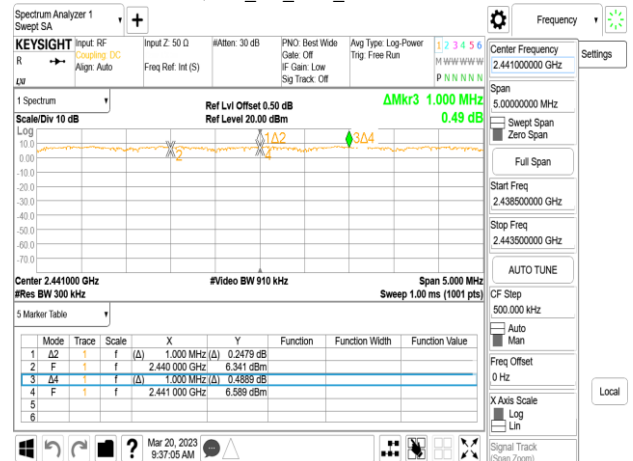 Spectrum Analyzer 1
Swept SA
+
Frequency
KEYSIGHT
R
Input: RF
Coupling: DC
Align: Auto
Input Z: 50 Ω
Freq Ref: Int (S)
#Atten: 30 dB
PNO: Best Wide
Gate: Off
IF Gain: Low
Sig Track: Off
Avg Type: Log-Power
Trig: Free Run
1 2 3 4 5 6
M W W W W W
P N N N N N
1 Spectrum
Scale/Div 10 dB
Ref Lvl Offset 0.50 dB
Ref Level 20.00 dBm
ΔMkr3 1.000 MHz
0.49 dB
Log
10.0
0.00
-10.0
-20.0
-30.0
-40.0
-50.0
-60.0
-70.0
2
1Δ2
4
3Δ4
Center 2.441000 GHz
#Video BW 910 kHz
Span 5.000 MHz
#Res BW 300 kHz
Sweep 1.00 ms (1001 pts)
5 Marker Table
Mode Trace Scale X Y Function Function Width Function Value
1 Δ2 1 f (Δ) 1.000 MHz (Δ) 0.2479 dB
2 F 1 f 2.440 000 GHz 6.341 dBm
3 Δ4 1 f (Δ) 1.000 MHz (Δ) 0.4889 dB
4 F 1 f 2.441 000 GHz 6.589 dBm
5
6
?
Mar 20, 2023
9:37:05 AM
Center Frequency
2.441000000 GHz
Settings
Span
5.00000000 MHz
Swept Span
Zero Span
Full Span
Start Freq
2.438500000 GHz
Stop Freq
2.443500000 GHz
AUTO TUNE
CF Step
500.000 kHz
Auto
Man
Freq Offset
0 Hz
X Axis Scale
Log
Lin
Local
Signal Track
(Span Zoom)